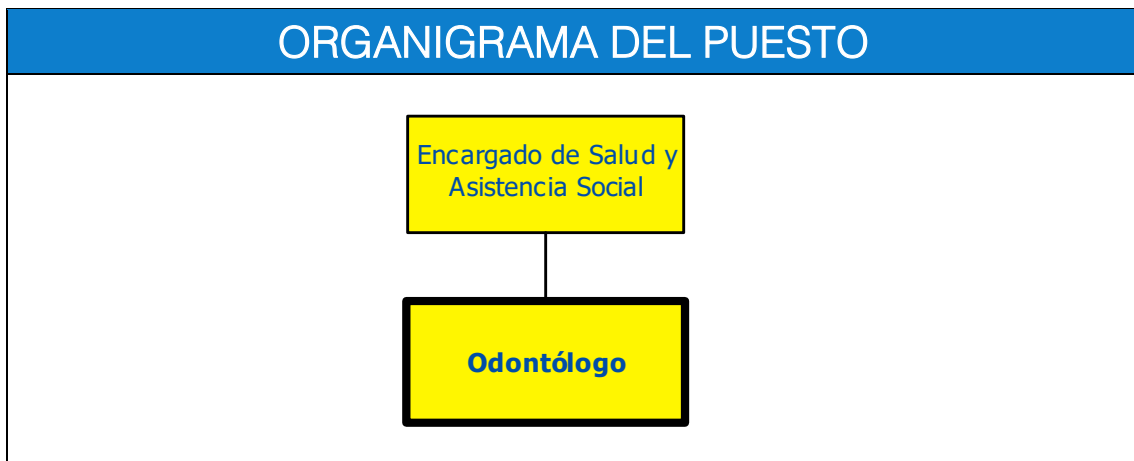 ORGANIGRAMA DEL PUESTO
Encargado de Salud y
Asistencia Social
Odontólogo